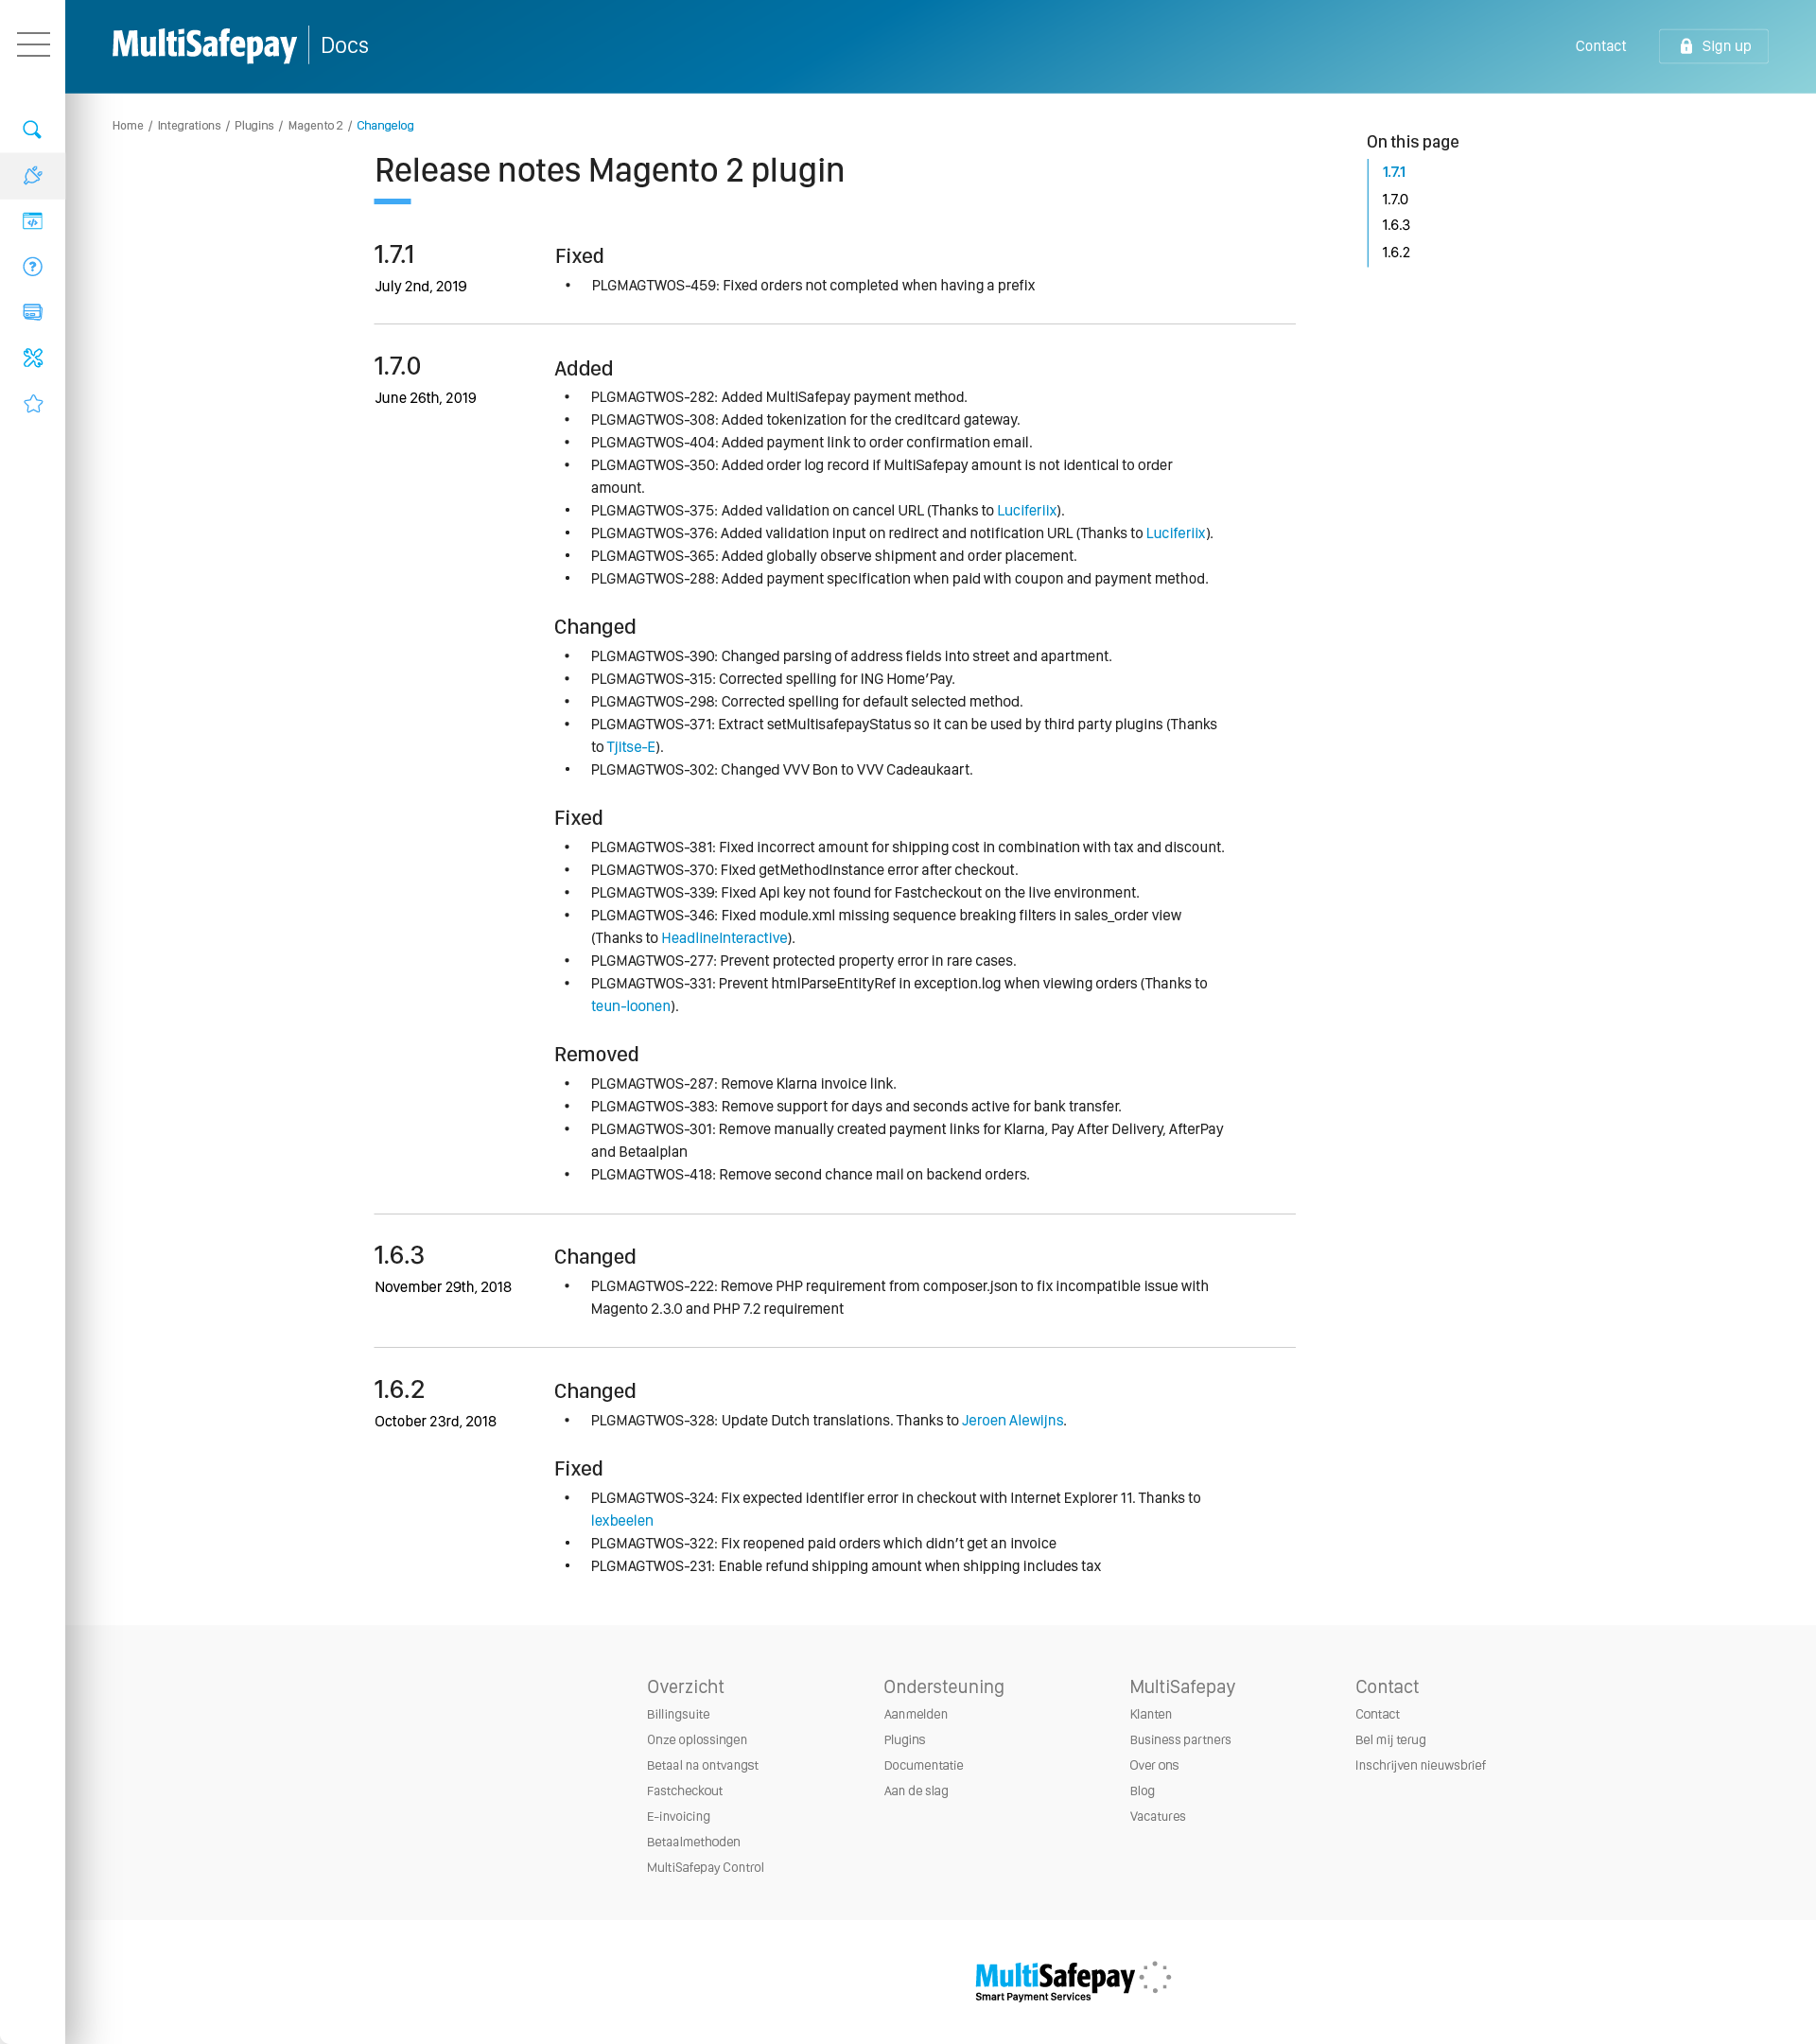 MultiSafepay Docs
Contact
Sign up
Home / Integrations / Plugins / Magento 2 / Changelog
Release notes Magento 2 plugin
On this page
1.7.1
1.7.0
1.6.3
1.6.2
1.7.1
July 2nd, 2019
Fixed
• PLGMAGTWOS-459: Fixed orders not completed when having a prefix
1.7.0
June 26th, 2019
Added
• PLGMAGTWOS-282: Added MultiSafepay payment method.
• PLGMAGTWOS-308: Added tokenization for the creditcard gateway.
• PLGMAGTWOS-404: Added payment link to order confirmation email.
• PLGMAGTWOS-350: Added order log record if MultiSafepay amount is not identical to order
amount.
• PLGMAGTWOS-375: Added validation on cancel URL (Thanks to Luciferiix).
• PLGMAGTWOS-376: Added validation input on redirect and notification URL (Thanks to Luciferiix).
• PLGMAGTWOS-365: Added globally observe shipment and order placement.
• PLGMAGTWOS-288: Added payment specification when paid with coupon and payment method.
Changed
• PLGMAGTWOS-390: Changed parsing of address fields into street and apartment.
• PLGMAGTWOS-315: Corrected spelling for ING Home’Pay.
• PLGMAGTWOS-298: Corrected spelling for default selected method.
• PLGMAGTWOS-371: Extract setMultisafepayStatus so it can be used by third party plugins (Thanks
to Tjitse-E).
• PLGMAGTWOS-302: Changed VVV Bon to VVV Cadeaukaart.
Fixed
• PLGMAGTWOS-381: Fixed incorrect amount for shipping cost in combination with tax and discount.
• PLGMAGTWOS-370: Fixed getMethodInstance error after checkout.
• PLGMAGTWOS-339: Fixed Api key not found for Fastcheckout on the live environment.
• PLGMAGTWOS-346: Fixed module.xml missing sequence breaking filters in sales_order view
(Thanks to HeadlineInteractive).
• PLGMAGTWOS-277: Prevent protected property error in rare cases.
• PLGMAGTWOS-331: Prevent htmlParseEntityRef in exception.log when viewing orders (Thanks to
teun-loonen).
Removed
• PLGMAGTWOS-287: Remove Klarna invoice link.
• PLGMAGTWOS-383: Remove support for days and seconds active for bank transfer.
• PLGMAGTWOS-301: Remove manually created payment links for Klarna, Pay After Delivery, AfterPay
and Betaalplan
• PLGMAGTWOS-418: Remove second chance mail on backend orders.
1.6.3
November 29th, 2018
Changed
• PLGMAGTWOS-222: Remove PHP requirement from composer.json to fix incompatible issue with
Magento 2.3.0 and PHP 7.2 requirement
1.6.2
October 23rd, 2018
Changed
• PLGMAGTWOS-328: Update Dutch translations. Thanks to Jeroen Alewijns.
Fixed
• PLGMAGTWOS-324: Fix expected identifier error in checkout with Internet Explorer 11. Thanks to
lexbeelen
• PLGMAGTWOS-322: Fix reopened paid orders which didn’t get an invoice
• PLGMAGTWOS-231: Enable refund shipping amount when shipping includes tax
Overzicht
Billingsuite
Onze oplossingen
Betaal na ontvangst
Fastcheckout
E-invoicing
Betaalmethoden
MultiSafepay Control
Ondersteuning
Aanmelden
Plugins
Documentatie
Aan de slag
MultiSafepay
Klanten
Business partners
Over ons
Blog
Vacatures
Contact
Contact
Bel mij terug
Inschrijven nieuwsbrief
MultiSafepay
Smart Payment Services